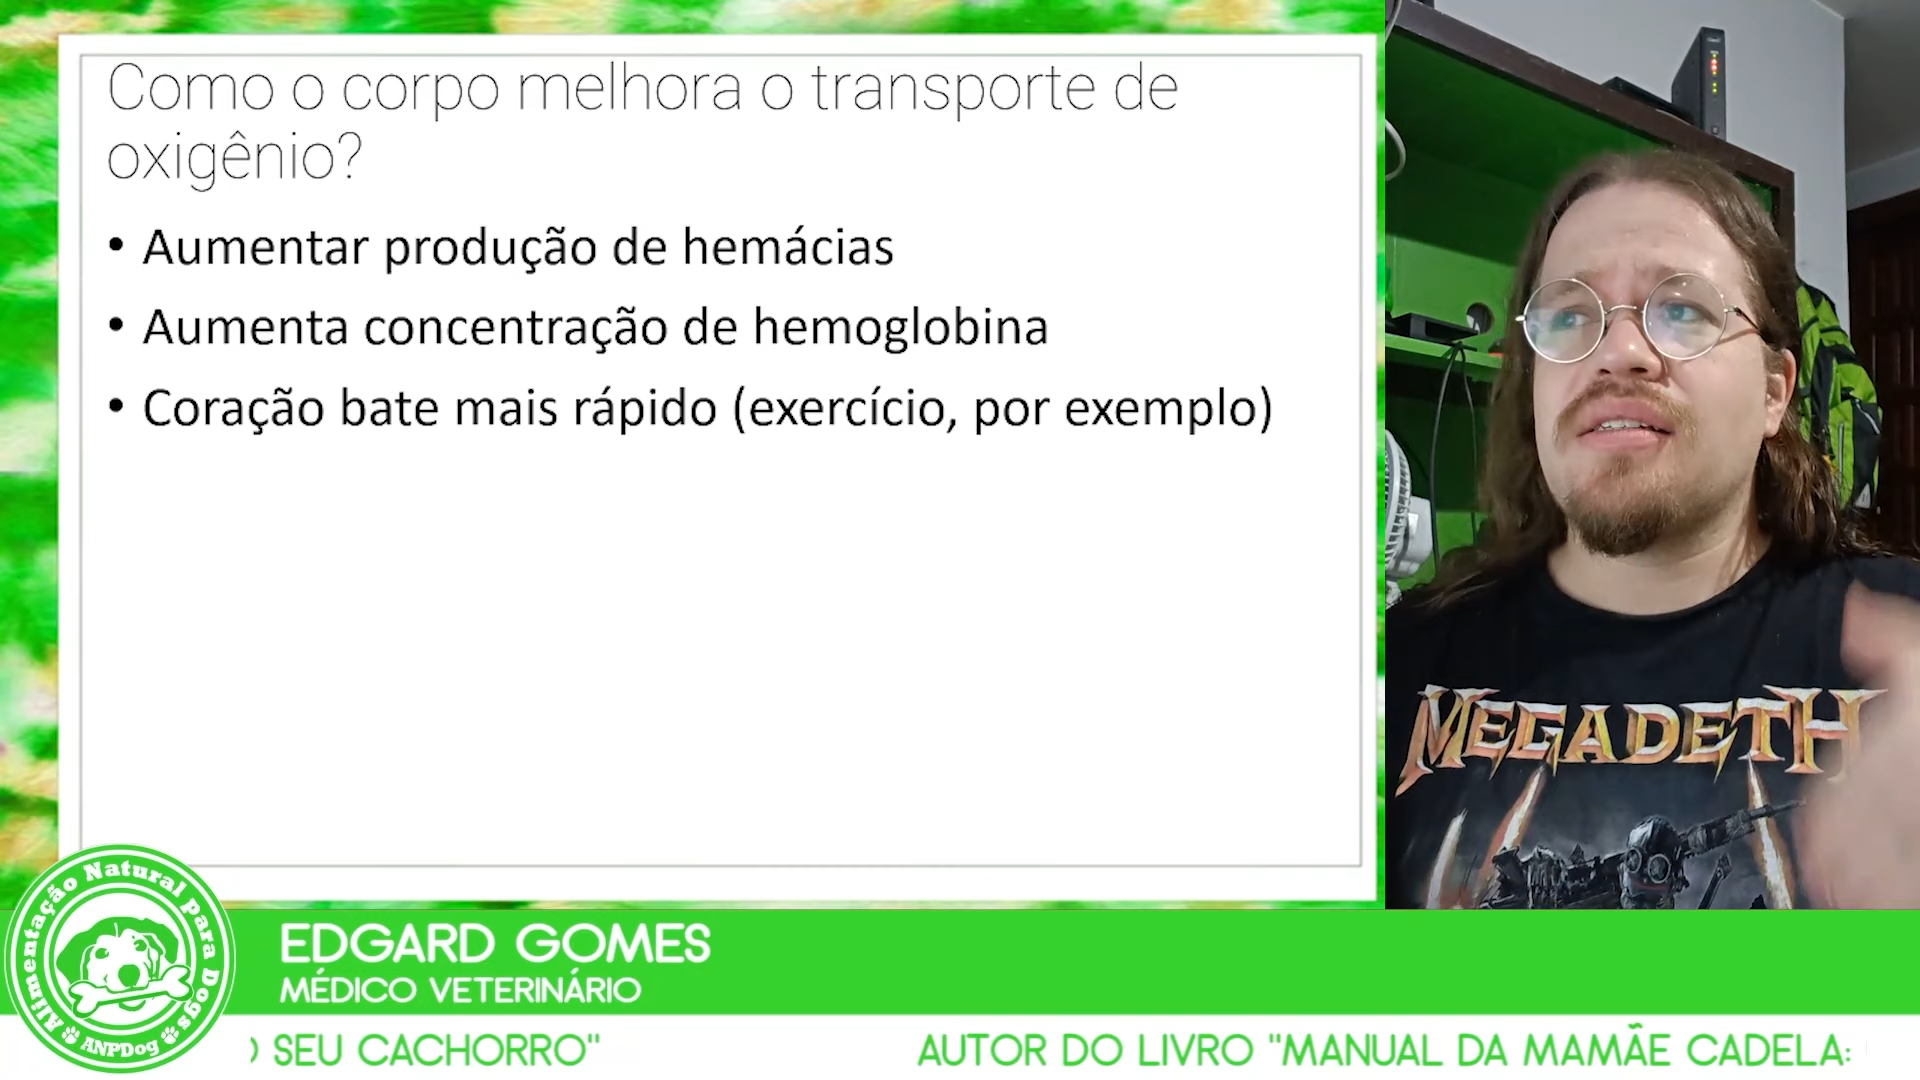 Como o corpo melhora o transporte de
oxigênio?
• Aumentar produção de hemácias
• Aumenta concentração de hemoglobina
• Coração bate mais rápido (exercício, por exemplo)
MEGADETH
Alimentação Natural para Dogs
ANPDog
EDGARD GOMES
MÉDICO VETERINÁRIO
O SEU CACHORRO" AUTOR DO LIVRO "MANUAL DA MAMÃE CADELA: